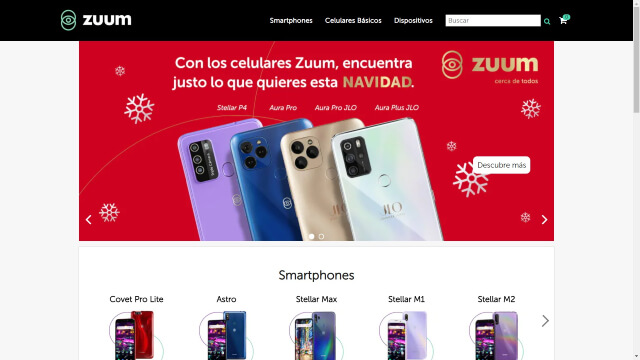 zuum
Smartphones Celulares Básicos Dispositivos Buscar
Con los celulares Zuum, encuentra
justo lo que quieres esta NAVIDAD.
zuum
cerca de todos
Stellar P4 Aura Pro Aura Pro JLO Aura Plus JLO
Descubre más
JLO
Smartphones
Covet Pro Lite Astro Stellar Max Stellar M1 Stellar M2